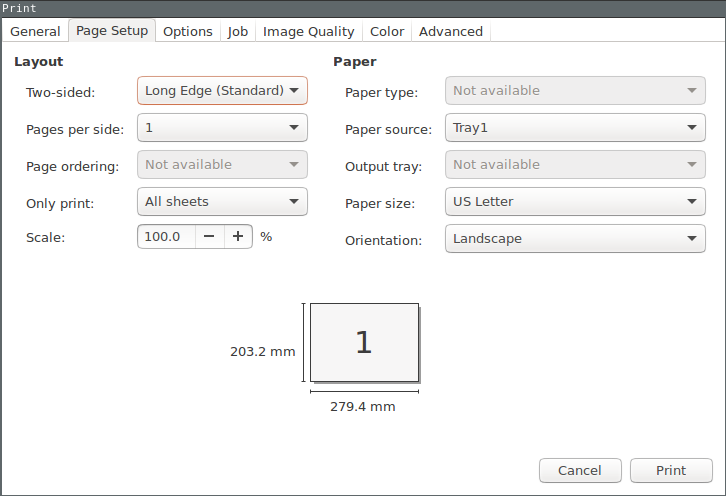 Print
General Page Setup Options Job Image Quality Color Advanced
Layout
Two-sided: Long Edge (Standard)
Pages per side: 1
Page ordering: Not available
Only print: All sheets
Scale: 100.0 − + %
Paper
Paper type: Not available
Paper source: Tray1
Output tray: Not available
Paper size: US Letter
Orientation: Landscape
203.2 mm
1
279.4 mm
Cancel Print